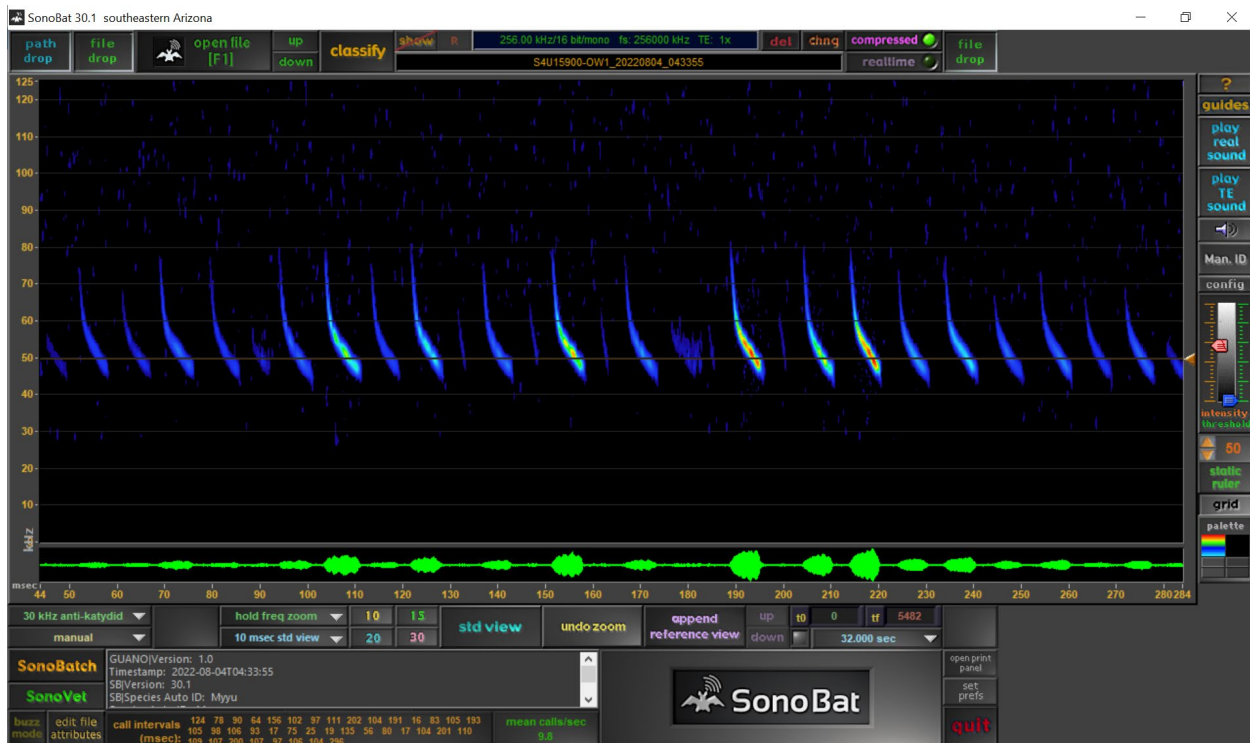 SonoBat 30.1 southeastern Arizona
path drop
file drop
open file [F1]
up
down
classify
show
R
256.00 kHz/16 bit/mono fs: 256000 kHz TE: 1x
S4U15900-OW1_20220804_043355
del
chng
compressed
realtime
file drop
125
120
110
100
90
80
70
60
50
40
30
20
10
kHz
msec
44 50 60 70 80 90 100 110 120 130 140 150 160 170 180 190 200 210 220 230 240 250 260 270 280 284
?
guides
play real sound
play TE sound
Man. ID
config
intensity
threshold
50
static ruler
grid
palette
30 kHz anti-katydid
manual
hold freq zoom
10 msec std view
10
15
20
30
std view
undo zoom
append reference view
up
down
t0 0 tf 5482
32.000 sec
SonoBatch
SonoVet
buzz mode
edit file attributes
GUANO|Version: 1.0
Timestamp: 2022-08-04T04:33:55
SB|Version: 30.1
SB|Species Auto ID: Myyu
call intervals (msec):
124 78 90 64 156 102 97 111 202 104 191 16 83 105 193
105 98 106 93 17 75 25 19 135 56 80 17 104 201 110
109 107 200 107 97 106 104 296
mean calls/sec
9.8
SonoBat
open print panel
set prefs
quit